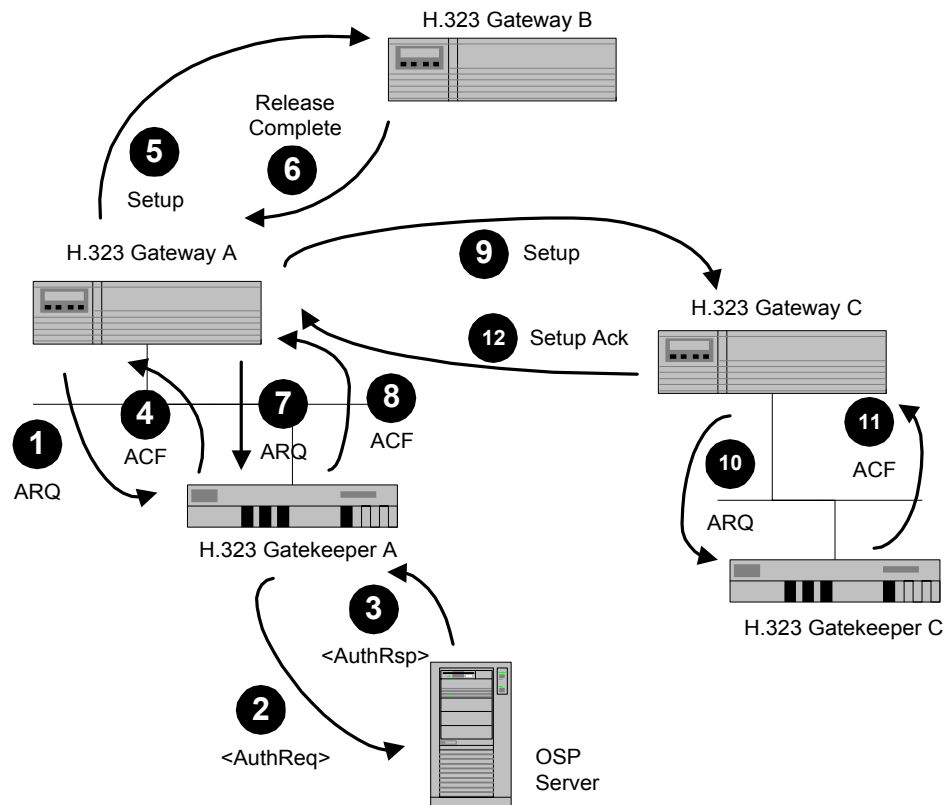 H.323 Gateway B
Release
Complete
5
6
Setup
H.323 Gateway A
9
Setup
H.323 Gateway C
12
Setup Ack
1
ARQ
4
ACF
7
ARQ
8
ACF
10
ARQ
11
ACF
H.323 Gatekeeper A
H.323 Gatekeeper C
3
<AuthRsp>
2
<AuthReq>
OSP
Server